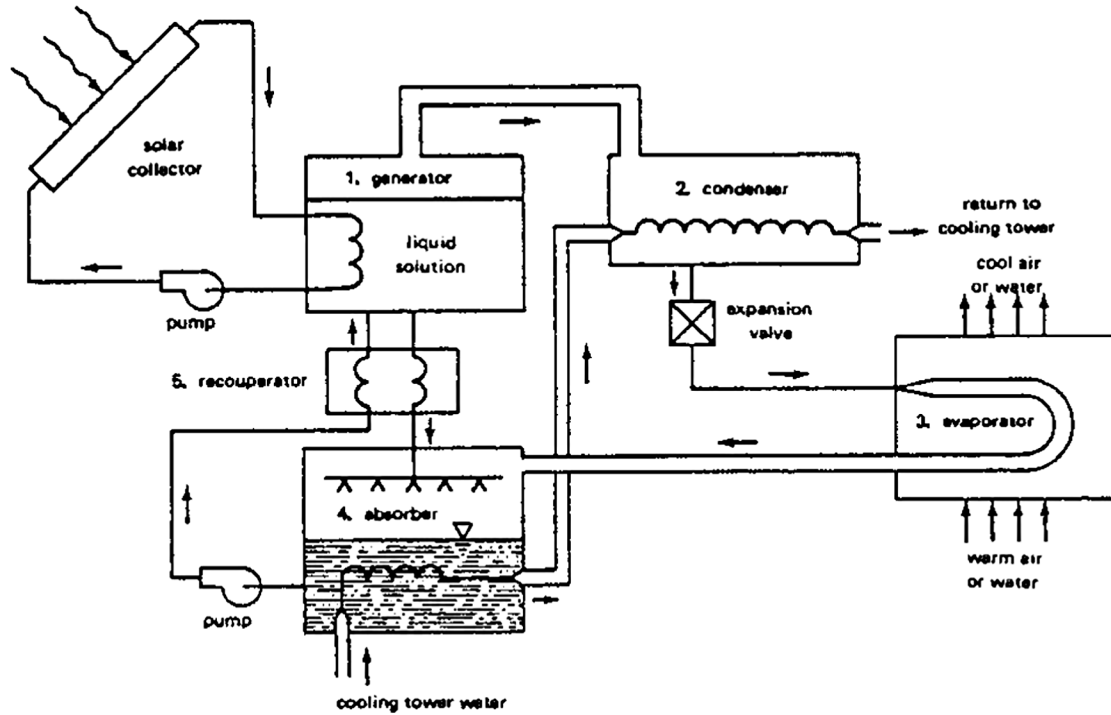 solar
collector
1. generator
2. condenser
return to
cooling tower
liquid
solution
cool air
or water
pump
expansion
valve
5. recouperator
3. evaporator
4. absorber
warm air
or water
pump
cooling tower water